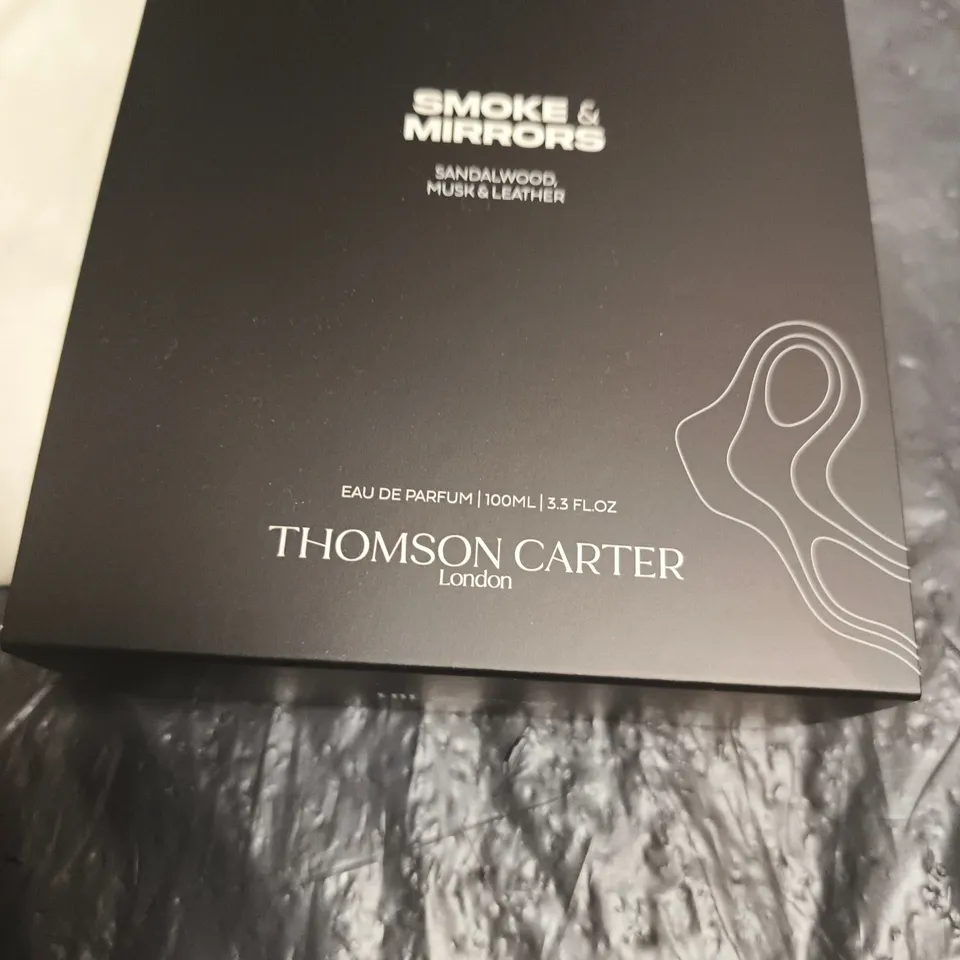 SMOKE &
MIRRORS
SANDALWOOD,
MUSK & LEATHER
EAU DE PARFUM | 100ML | 3.3 FL.OZ
THOMSON CARTER
London